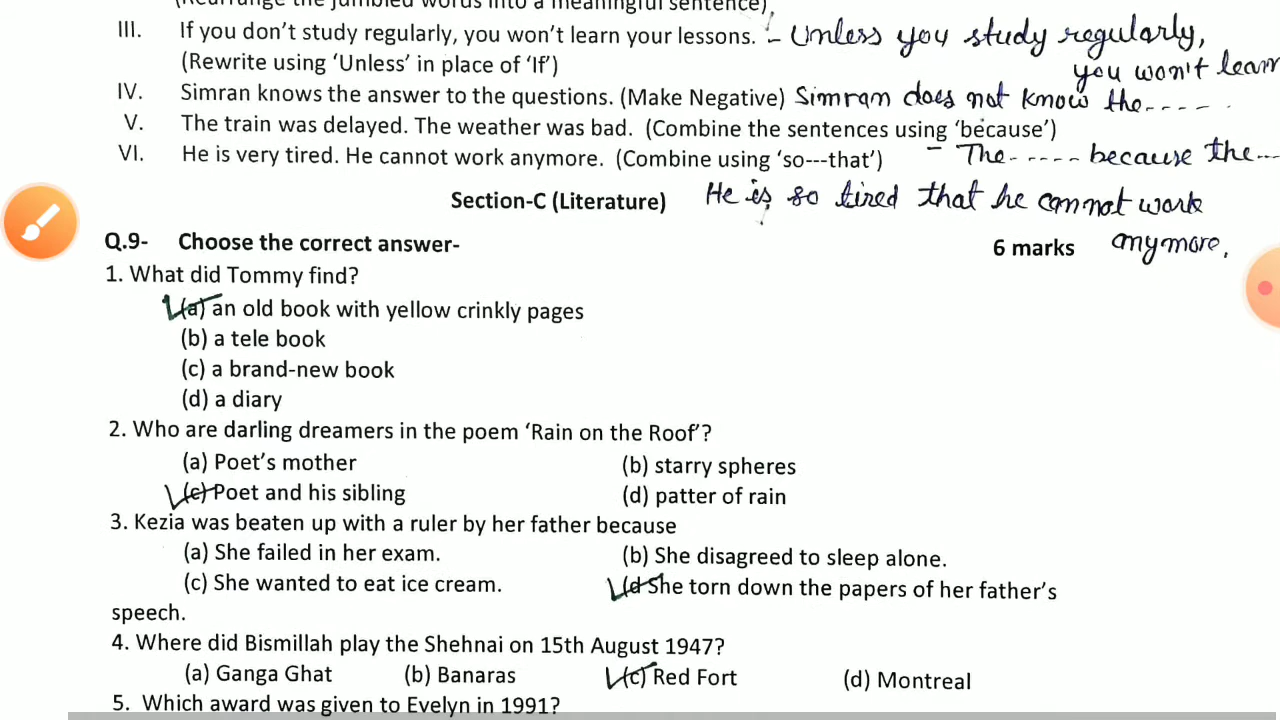 (Rearrange the jumbled words into a meaningful sentence).
III. If you don't study regularly, you won't learn your lessons. – Unless you study regularly,
(Rewrite using 'Unless' in place of 'If') you won't learn
IV. Simran knows the answer to the questions. (Make Negative) Simran does not know the-----.
V. The train was delayed. The weather was bad. (Combine the sentences using 'because')
– The----- because the---
VI. He is very tired. He cannot work anymore. (Combine using 'so---that')
He is so tired that he cannot work
anymore.
Section-C (Literature)
Q.9- Choose the correct answer- 6 marks
1. What did Tommy find?
(a) an old book with yellow crinkly pages
(b) a tele book
(c) a brand-new book
(d) a diary
2. Who are darling dreamers in the poem 'Rain on the Roof'?
(a) Poet's mother (b) starry spheres
(c) Poet and his sibling (d) patter of rain
3. Kezia was beaten up with a ruler by her father because
(a) She failed in her exam. (b) She disagreed to sleep alone.
(c) She wanted to eat ice cream. (d She torn down the papers of her father's
speech.
4. Where did Bismillah play the Shehnai on 15th August 1947?
(a) Ganga Ghat (b) Banaras (c) Red Fort (d) Montreal
5. Which award was given to Evelyn in 1991?